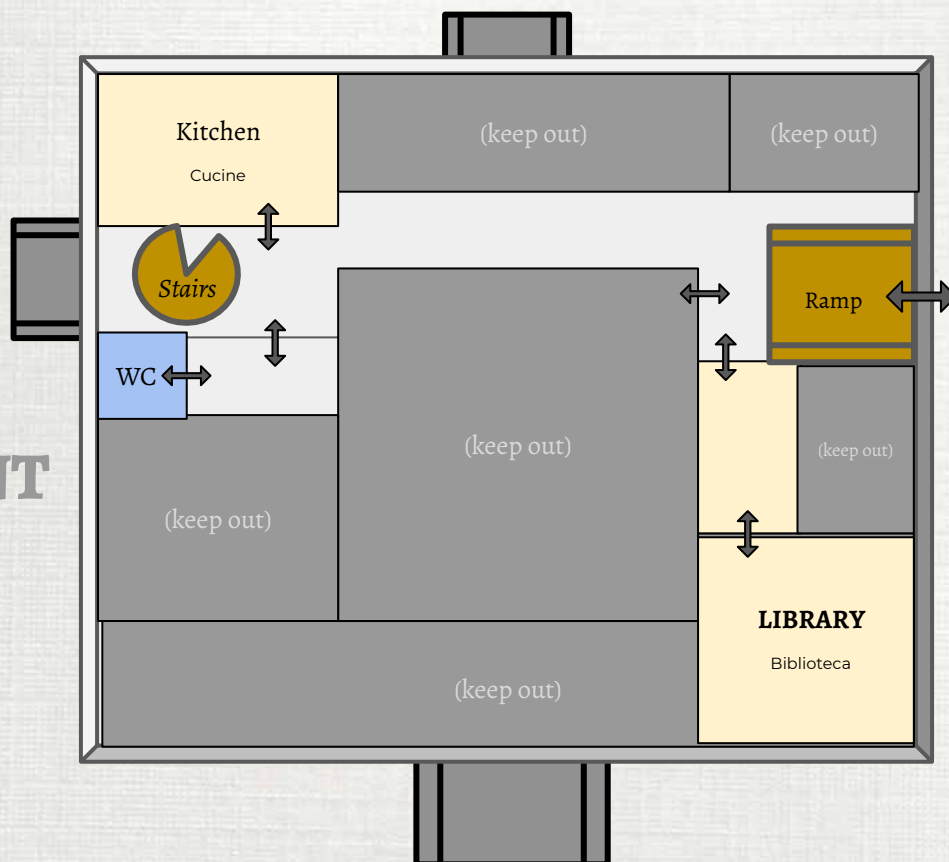 Kitchen
Cucine
(keep out)
(keep out)
Stairs
Ramp
WC
(keep out)
(keep out)
(keep out)
LIBRARY
Biblioteca
(keep out)